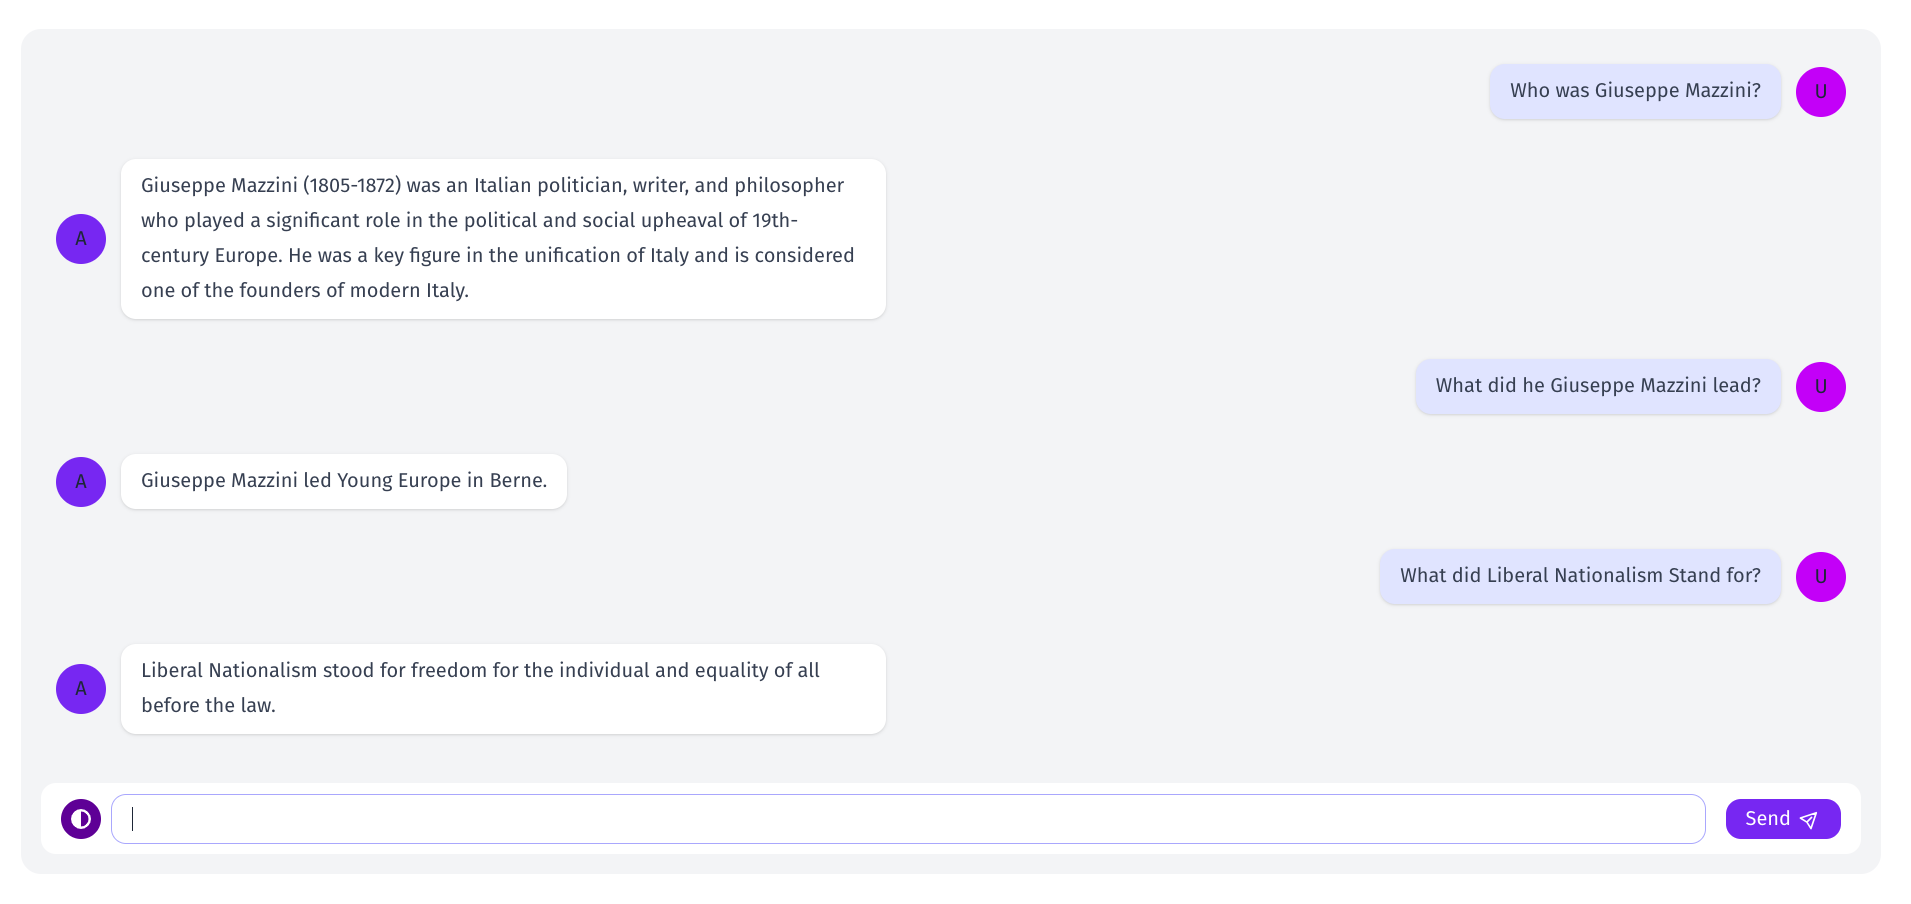 Who was Giuseppe Mazzini?
U
Giuseppe Mazzini (1805-1872) was an Italian politician, writer, and philosopher
who played a significant role in the political and social upheaval of 19th-
century Europe. He was a key figure in the unification of Italy and is considered
one of the founders of modern Italy.
A
What did he Giuseppe Mazzini lead?
U
A
Giuseppe Mazzini led Young Europe in Berne.
What did Liberal Nationalism Stand for?
U
A
Liberal Nationalism stood for freedom for the individual and equality of all
before the law.
Send